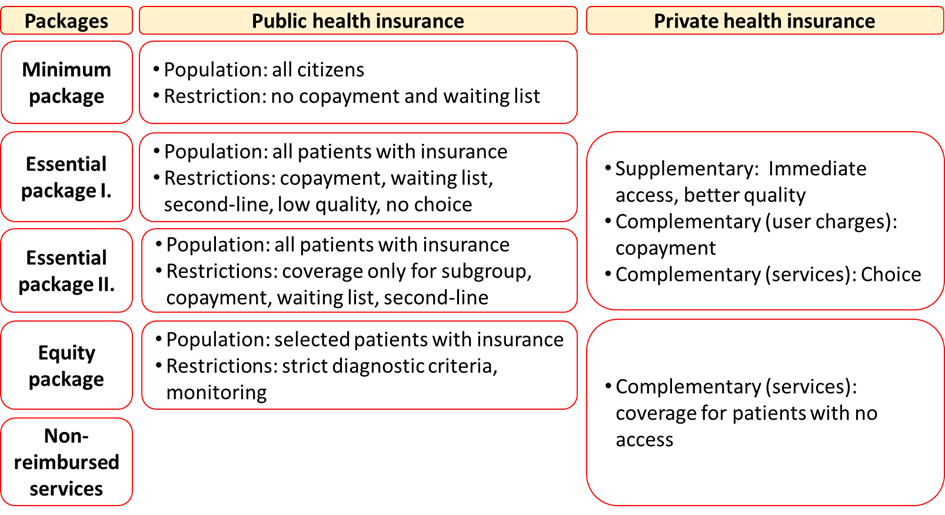 Packages
Public health insurance
Private health insurance
Minimum
package
• Population: all citizens
• Restriction: no copayment and waiting list
Essential
package I.
• Population: all patients with insurance
• Restrictions: copayment, waiting list,
second-line, low quality, no choice
Essential
package II.
• Population: all patients with insurance
• Restrictions: coverage only for subgroup,
copayment, waiting list, second-line
• Supplementary: Immediate
access, better quality
• Complementary (user charges):
copayment
• Complementary (services): Choice
Equity
package
• Population: selected patients with insurance
• Restrictions: strict diagnostic criteria,
monitoring
Non-
reimbursed
services
• Complementary (services):
coverage for patients with no
access